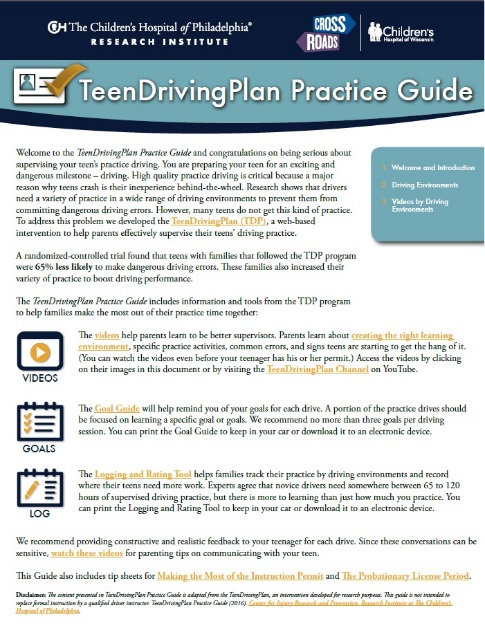 The Children's Hospital of Philadelphia®
RESEARCH INSTITUTE
CROSS
ROADS
Children's
Hospital of Wisconsin
TeenDrivingPlan Practice Guide
Welcome to the TeenDrivingPlan Practice Guide and congratulations on being serious about
supervising your teen's practice driving. You are preparing your teen for an exciting and
dangerous milestone – driving. High quality practice driving is critical because a major
reason why teens crash is their inexperience behind-the-wheel. Research shows that drivers
need a variety of practice in a wide range of driving environments to prevent them from
committing dangerous driving errors. However, many teens do not get this kind of practice.
To address this problem we developed the TeenDrivingPlan (TDP), a web-based
intervention to help parents effectively supervise their teens' driving practice.
1. Welcome and Introduction
2. Driving Environments
3. Videos by Driving
Environments
A randomized-controlled trial found that teens with families that followed the TDP program
were 65% less likely to make dangerous driving errors. These families also increased their
variety of practice to boost driving performance.
The TeenDrivingPlan Practice Guide includes information and tools from the TDP program
to help families make the most out of their practice time together:
VIDEOS
The videos help parents learn to be better supervisors. Parents learn about creating the right learning
environment, specific practice activities, common errors, and signs teens are starting to get the hang of it.
(You can watch the videos even before your teenager has his or her permit.) Access the videos by clicking
on their images in this document or by visiting the TeenDrivingPlan Channel on YouTube.
GOALS
The Goal Guide will help remind you of your goals for each drive. A portion of the practice drives should
be focused on learning a specific goal or goals. We recommend no more than three goals per driving
session. You can print the Goal Guide to keep in your car or download it to an electronic device.
LOG
The Logging and Rating Tool helps families track their practice by driving environments and record
where their teens need more work. Experts agree that novice drivers need somewhere between 65 to 120
hours of supervised driving practice, but there is more to learning than just how much you practice. You
can print the Logging and Rating Tool to keep in your car or download it to an electronic device.
We recommend providing constructive and realistic feedback to your teenager for each drive. Since these conversations can be
sensitive, watch these videos for parenting tips on communicating with your teen.
This Guide also includes tip sheets for Making the Most of the Instruction Permit and The Probationary License Period.
Disclaimer: The content presented in TeenDrivingPlan Practice Guide is adapted from the TeenDrivingPlan, an intervention developed for research purposes. This guide is not intended to
replace formal instruction by a qualified driver instructor. TeenDrivingPlan Practice Guide (2016). Center for Injury Research and Prevention, Research Institute at The Children's
Hospital of Philadelphia.